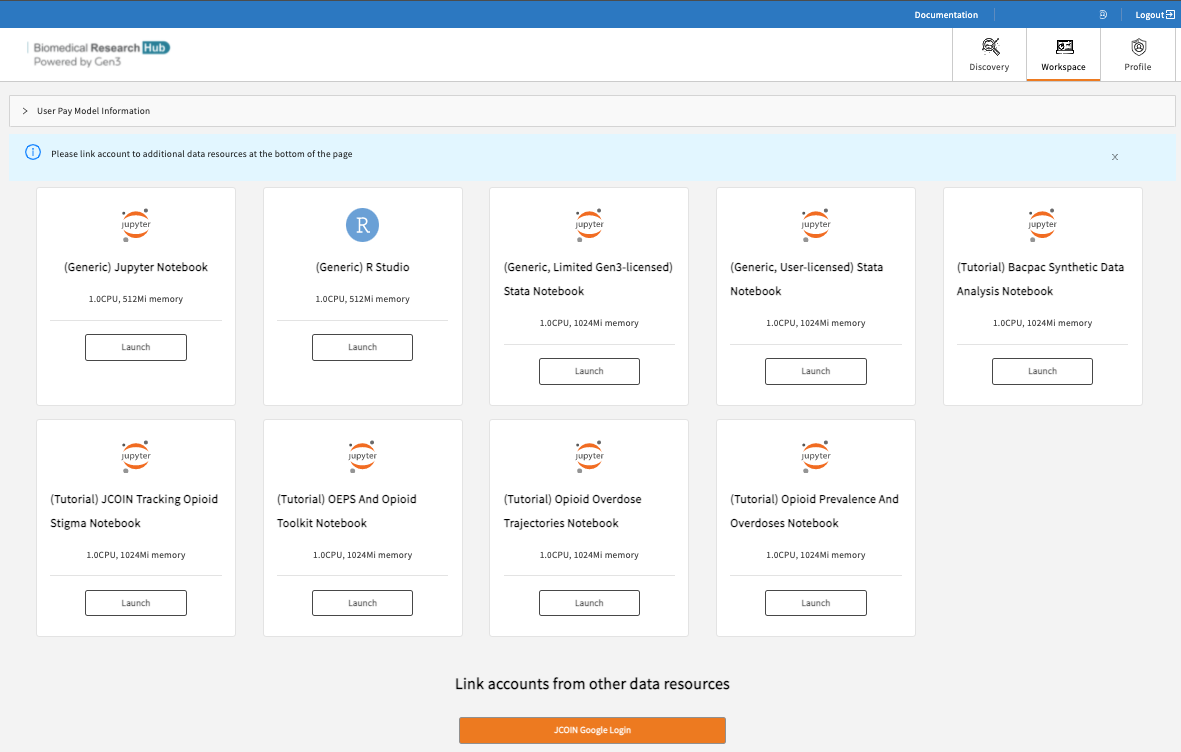 Documentation
Logout
Biomedical Research Hub
Powered by Gen3
Discovery
Workspace
Profile
User Pay Model Information
Please link account to additional data resources at the bottom of the page
x
jupyter
(Generic) Jupyter Notebook
1.0CPU, 512Mi memory
Launch
R
(Generic) R Studio
1.0CPU, 512Mi memory
Launch
jupyter
(Generic, Limited Gen3-licensed)
Stata Notebook
1.0CPU, 1024Mi memory
Launch
jupyter
(Generic, User-licensed) Stata
Notebook
1.0CPU, 1024Mi memory
Launch
jupyter
(Tutorial) Bacpac Synthetic Data
Analysis Notebook
1.0CPU, 1024Mi memory
Launch
jupyter
(Tutorial) JCOIN Tracking Opioid
Stigma Notebook
1.0CPU, 1024Mi memory
Launch
jupyter
(Tutorial) OEPS And Opioid
Toolkit Notebook
1.0CPU, 1024Mi memory
Launch
jupyter
(Tutorial) Opioid Overdose
Trajectories Notebook
1.0CPU, 1024Mi memory
Launch
jupyter
(Tutorial) Opioid Prevalence And
Overdoses Notebook
1.0CPU, 1024Mi memory
Launch
Link accounts from other data resources
JCOIN Google Login